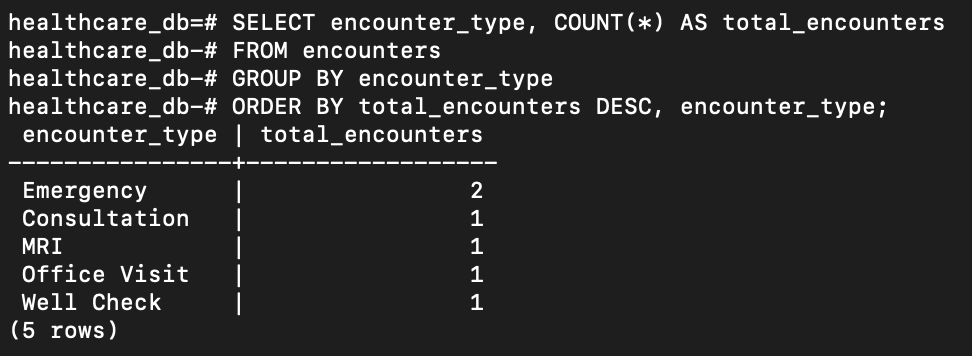 healthcare_db=# SELECT encounter_type, COUNT(*) AS total_encounters
healthcare_db-# FROM encounters
healthcare_db-# GROUP BY encounter_type
healthcare_db-# ORDER BY total_encounters DESC, encounter_type;
 encounter_type | total_encounters
----------------+------------------
 Emergency      |                2
 Consultation   |                1
 MRI            |                1
 Office Visit   |                1
 Well Check     |                1
(5 rows)